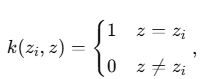 k(z_i, z) = { 1  z = z_i
0  z ≠ z_i ,